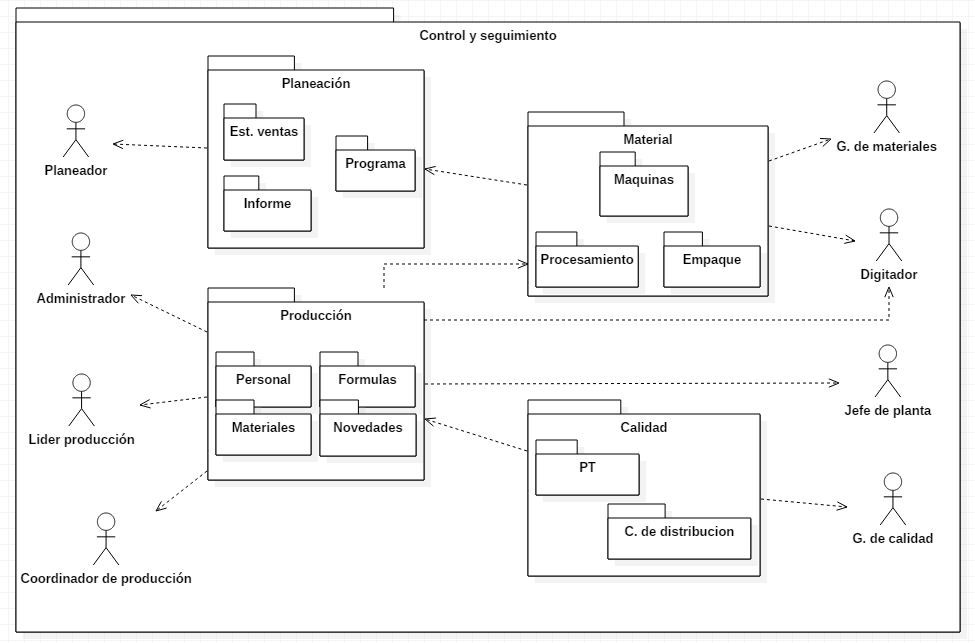 Control y seguimiento
Planeación
Est. ventas
Programa
Informe
Planeador
Material
Maquinas
Procesamiento
Empaque
G. de materiales
Administrador
Digitador
Producción
Personal
Formulas
Materiales
Novedades
Lider producción
Jefe de planta
Calidad
PT
C. de distribucion
G. de calidad
Coordinador de producción